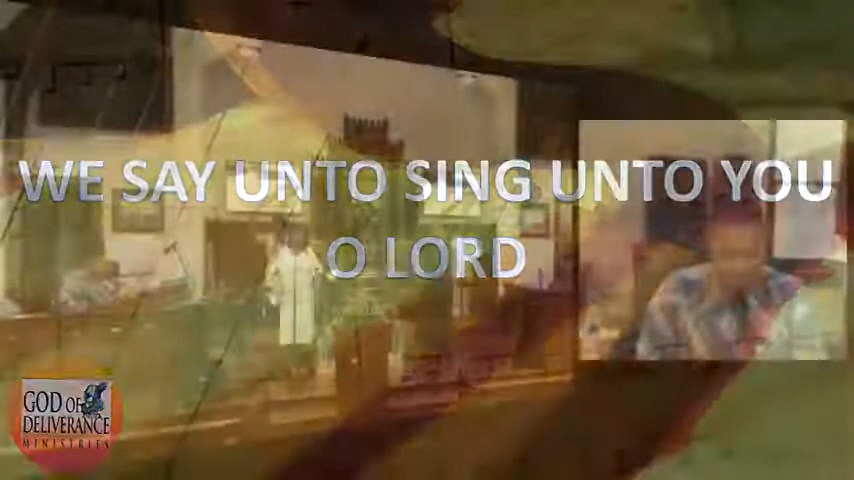 WE SAY UNTO SING UNTO YOU
O LORD
GOD OF
DELIVERANCE
MINISTRIES